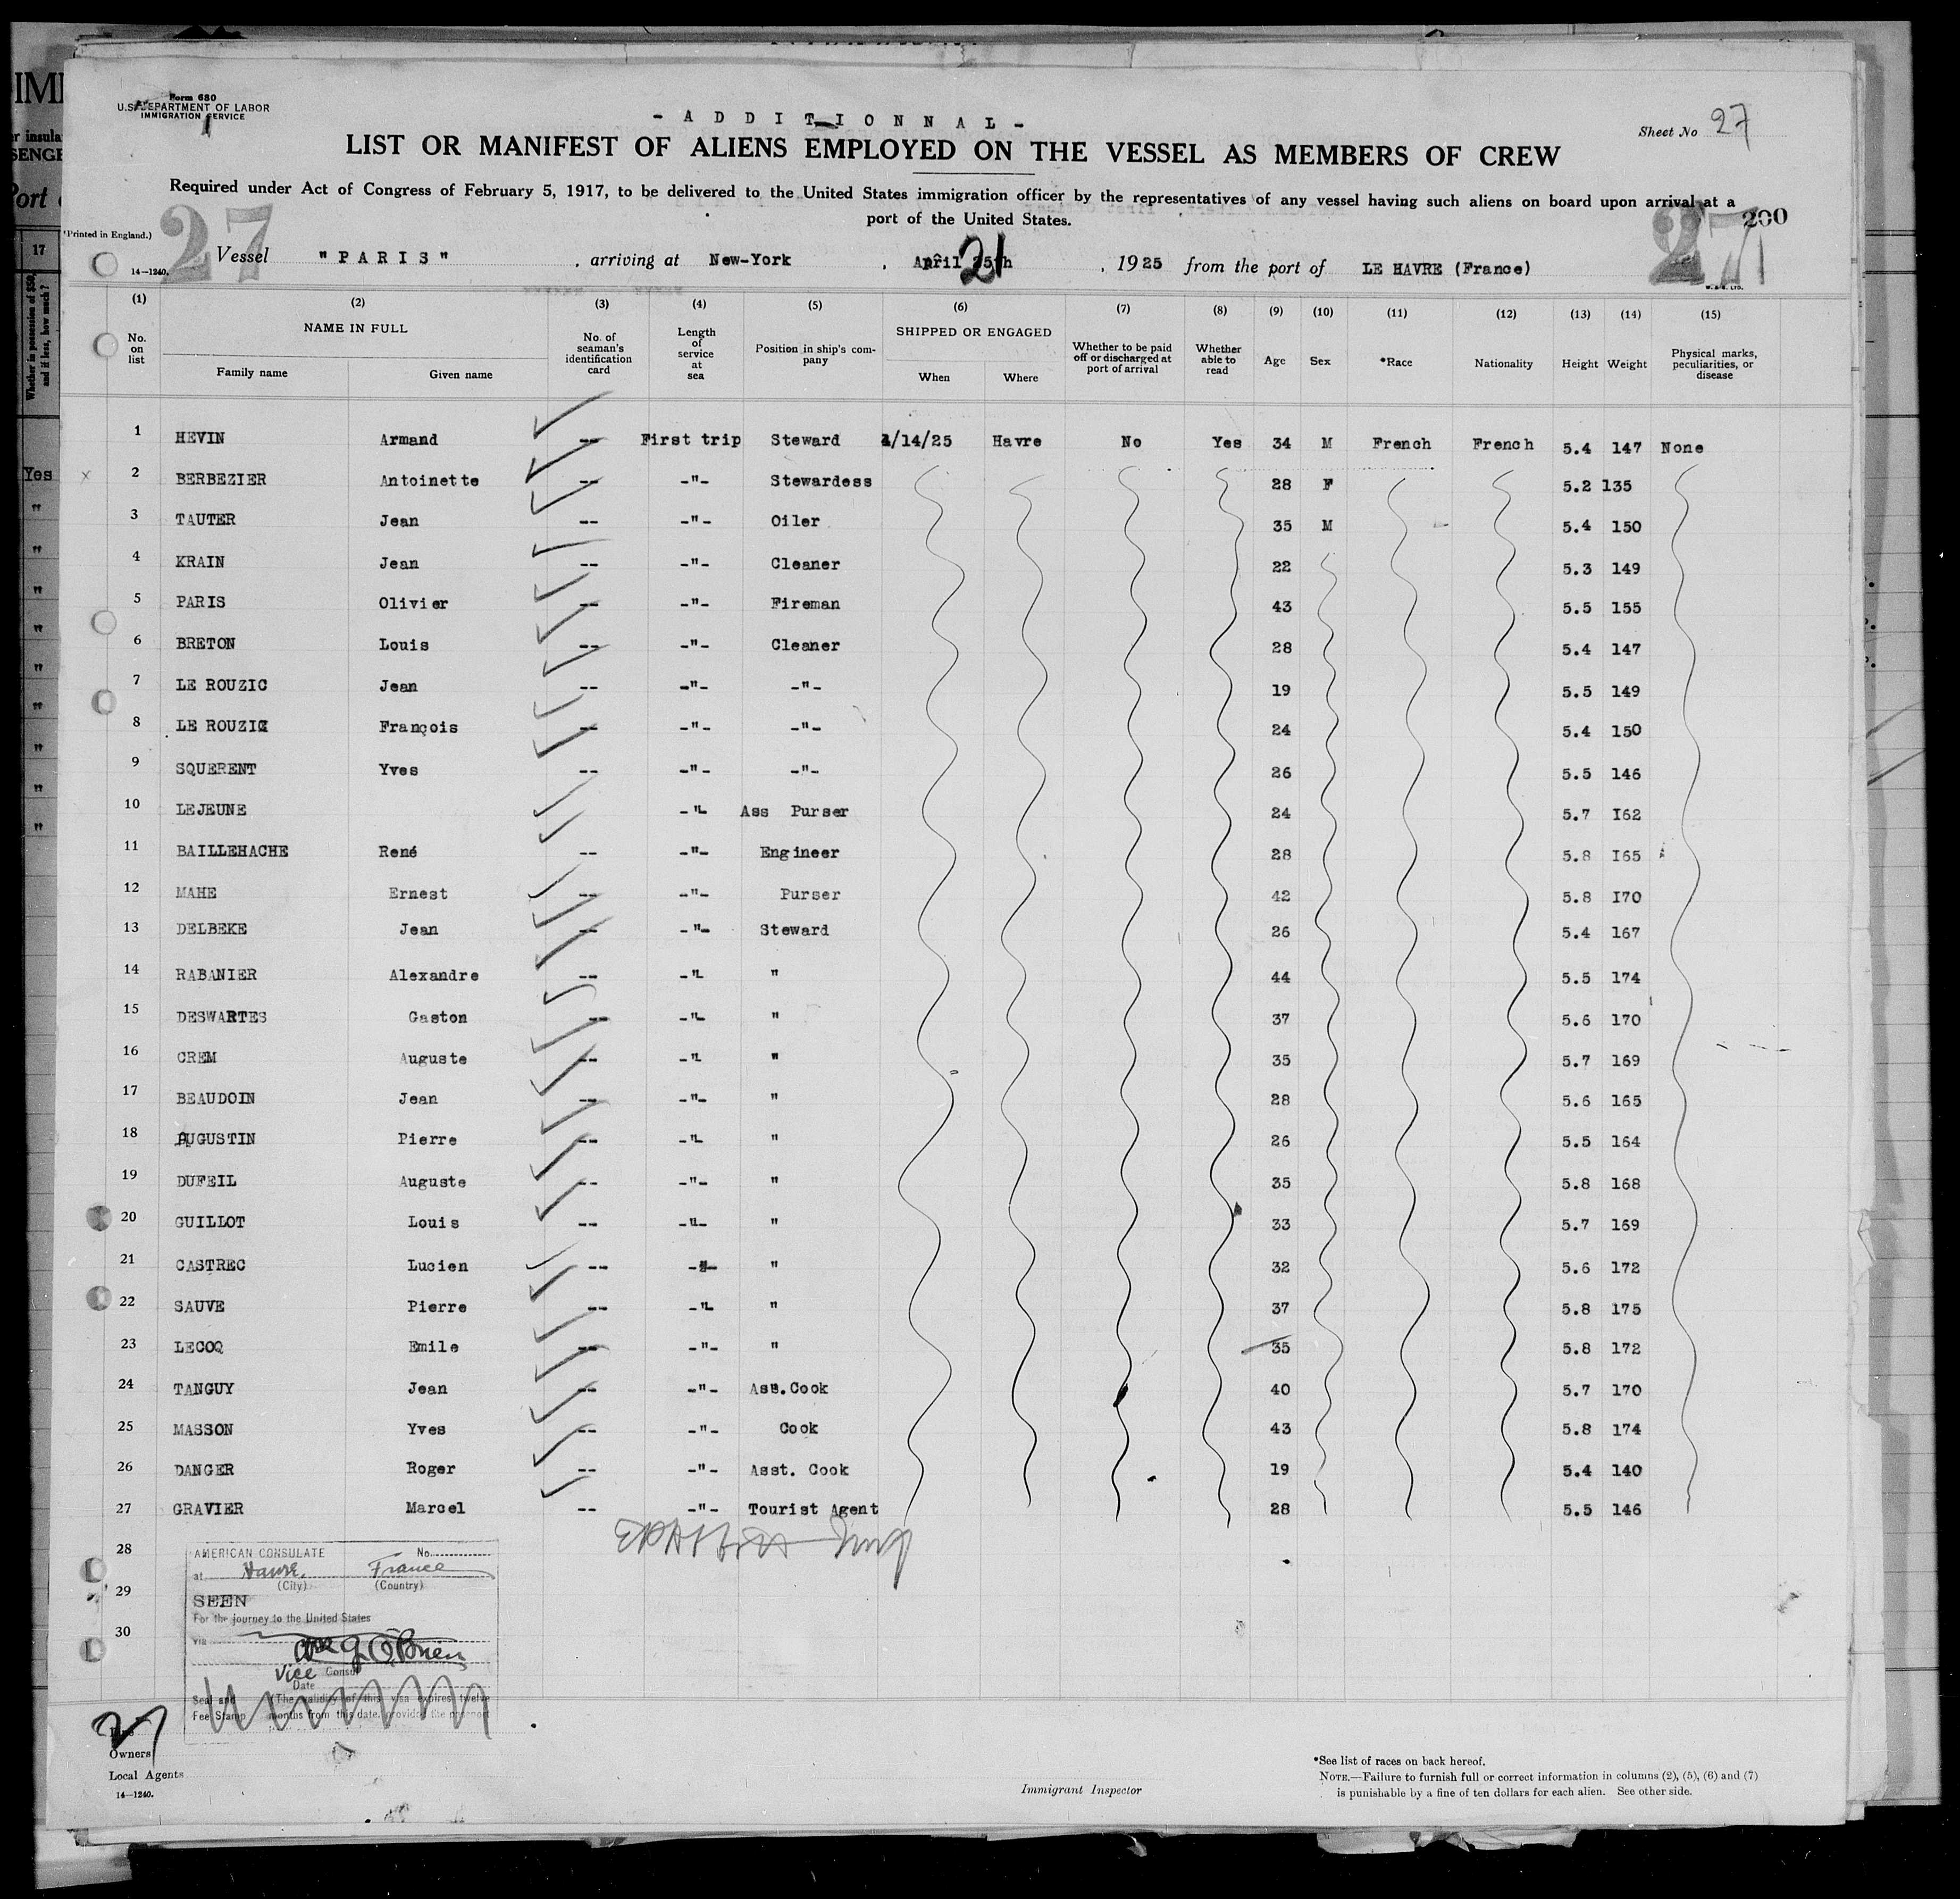 Form 680
U.S. DEPARTMENT OF LABOR
IMMIGRATION SERVICE
- A D D I T I O N N A L -
Sheet No 27
LIST OR MANIFEST OF ALIENS EMPLOYED ON THE VESSEL AS MEMBERS OF CREW
Required under Act of Congress of February 5, 1917, to be delivered to the United States immigration officer by the representatives of any vessel having such aliens on board upon arrival at a
port of the United States.
27 27 200
(Printed in England.)
14—1240.
Vessel "PARIS" , arriving at New-York , April 21 , 1925 from the port of LE HAVRE (France)
(1) (2) (3) (4) (5) (6) (7) (8) (9) (10) (11) (12) (13) (14) (15)
No. on list NAME IN FULL Family name Given name No. of seaman's identification card Length of service at sea Position in ship's company SHIPPED OR ENGAGED When Where Whether to be paid off or discharged at port of arrival Whether able to read Age Sex *Race Nationality Height Weight Physical marks, peculiarities, or disease
1 HEVIN Armand -- First trip Steward 4/14/25 Havre No Yes 34 M French French 5.4 147 None
2 BERBEZIER Antoinette -- -"- Stewardess 28 F 5.2 135
3 TAUTER Jean -- -"- Oiler 35 M 5.4 150
4 KRAIN Jean -- -"- Cleaner 22 5.3 149
5 PARIS Olivier -- -"- Fireman 43 5.5 155
6 BRETON Louis -- -"- Cleaner 28 5.4 147
7 LE ROUZIC Jean -- -"- -"- 19 5.5 149
8 LE ROUZIC François -- -"- -"- 24 5.4 150
9 SQUERENT Yves -- -"- -"- 26 5.5 146
10 LEJEUNE -"- Ass Purser 24 5.7 I62
11 BAILLEHACHE René -- -"- Engineer 28 5.8 I65
12 MAHE Ernest -- -"- Purser 42 5.8 I70
13 DELBEKE Jean -- -"- Steward 26 5.4 167
14 RABANIER Alexandre -- -"- " 44 5.5 174
15 DESWARTES Gaston -- -"- " 37 5.6 170
16 CREM Auguste -- -"- " 35 5.7 169
17 BEAUDOIN Jean -- -"- " 28 5.6 165
18 AUGUSTIN Pierre -- -"- " 26 5.5 164
19 DUFEIL Auguste -- -"- " 35 5.8 168
20 GUILLOT Louis -- -"- " 33 5.7 169
21 CASTREC Lucien -- -"- " 32 5.6 172
22 SAUVE Pierre -- -"- " 37 5.8 175
23 LECOQ Emile -- -"- " 35 5.8 172
24 TANGUY Jean -- -"- Ass.Cook 40 5.7 170
25 MASSON Yves -- -"- Cook 43 5.8 174
26 DANGER Roger -- -"- Asst. Cook 19 5.4 140
27 GRAVIER Marcel -- -"- Tourist Agent 28 5.5 146
28
29
30
AMERICAN CONSULATE No.
at Havre, France
(City) (Country)
SEEN
For the journey to the United States
via
O'Brien
Vice Consul
Date
Seal and Fee Stamp (The validity of this visa expires twelve
months from this date, provided the passport
27
Owners
Local Agents
14—1240.
Immigrant Inspector
*See list of races on back hereof.
NOTE.—Failure to furnish full or correct information in columns (2), (5), (6) and (7)
is punishable by a fine of ten dollars for each alien. See other side.
17
Whether in possession of $50, and if less, how much?
Yes